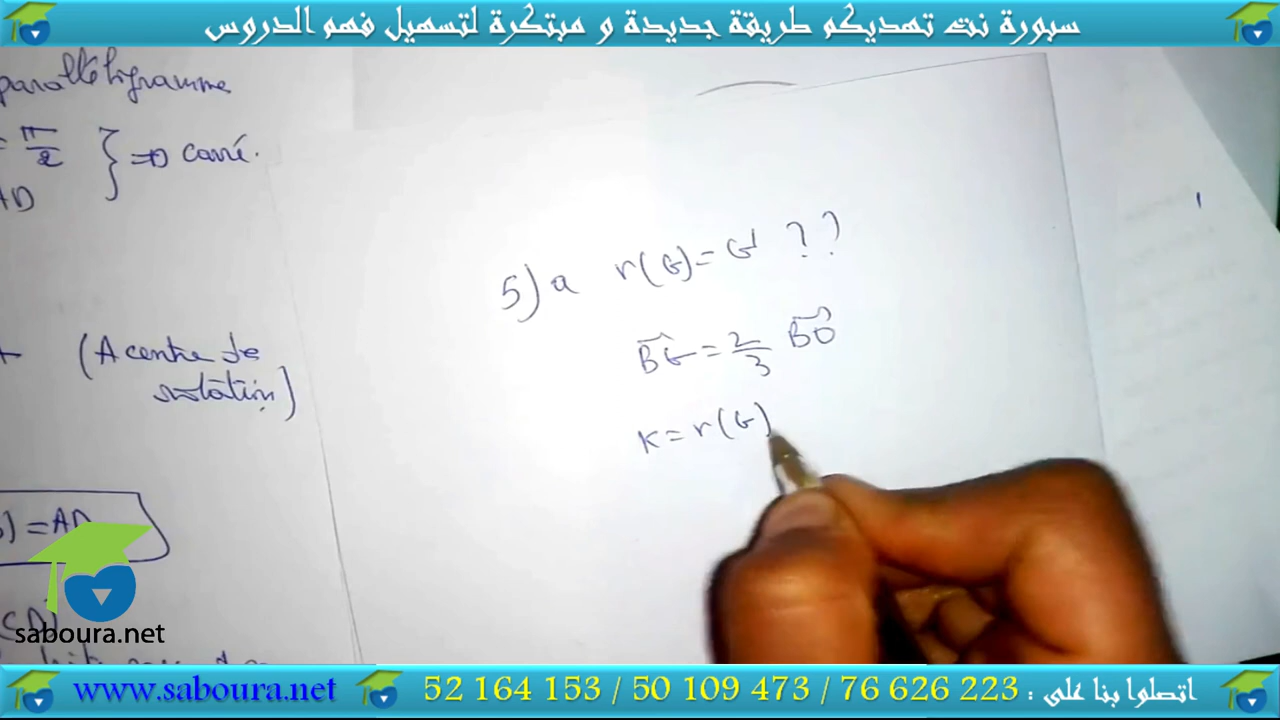 سبورة نت تهديكم طريقة جديدة و مبتكرة لتسهيل فهم الدروس
parallélogramme
= π/2 } => carré.
AD
(A centre de
rotation)
) = AD
5) a r(G) = G' ??
BG = 2/3 BO
K = r(G)
saboura.net
www.saboura.net 52 164 153 / 50 109 473 / 76 626 223 : اتصلوا بنا على